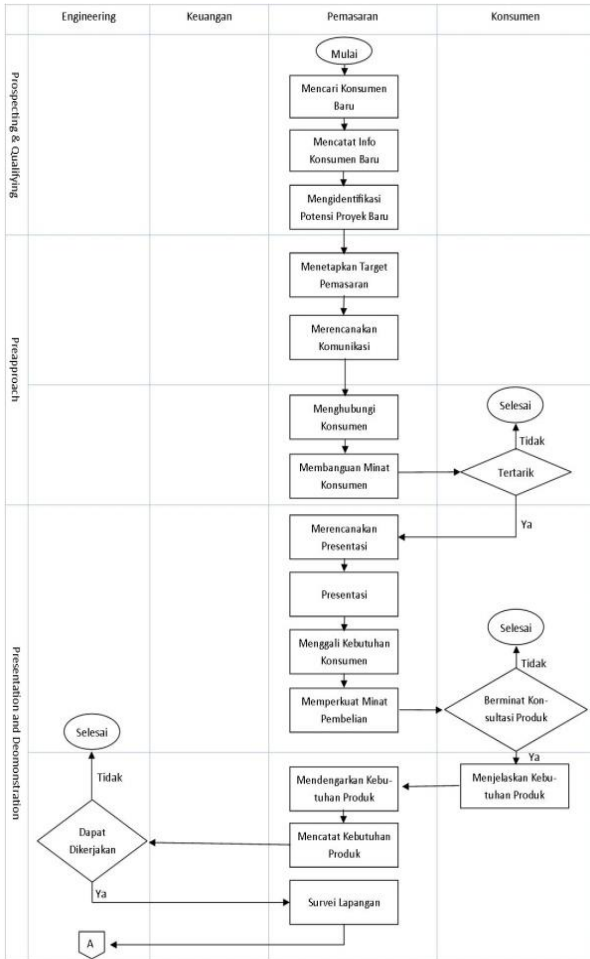 Engineering
Keuangan
Pemasaran
Konsumen
Prospecting & Qualifying
Mulai
Mencari Konsumen
Baru
Mencatat Info
Konsumen Baru
Mengidentifikasi
Potensi Proyek Baru
Preapproach
Menetapkan Target
Pemasaran
Merencanakan
Komunikasi
Menghubungi
Konsumen
Selesai
Tidak
Membanguan Minat
Konsumen
Tertarik
Ya
Presentation and Deomonstration
Merencanakan
Presentasi
Presentasi
Menggali Kebutuhan
Konsumen
Selesai
Tidak
Memperkuat Minat
Pembelian
Berminat Kon-
sultasi Produk
Ya
Selesai
Tidak
Mendengarkan Kebu-
tuhan Produk
Menjelaskan Kebu-
tuhan Produk
Dapat
Dikerjakan
Mencatat Kebutuhan
Produk
Ya
Survei Lapangan
A